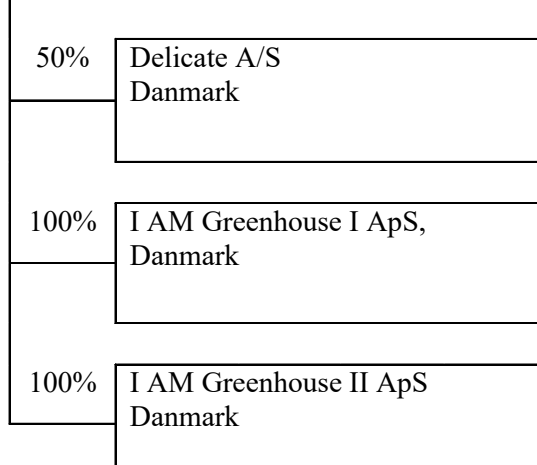 50% Delicate A/S
Danmark
100% I AM Greenhouse I ApS,
Danmark
100% I AM Greenhouse II ApS
Danmark